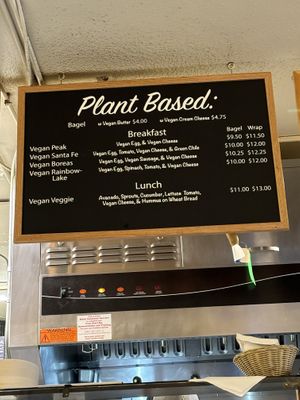 Plant Based:
Bagel w Vegan Butter $4.00 w Vegan Cream Cheese $4.75
Breakfast Bagel Wrap
Vegan Peak Vegan Egg, & Vegan Cheese $9.50 $11.50
Vegan Santa Fe Vegan Egg, Tomato, Vegan Cheese, & Green Chile $10.00 $12.00
Vegan Boreas Vegan Egg, Vegan Sausage, & Vegan Cheese $10.25 $12.25
Vegan Rainbow-Lake Vegan Egg, Spinach, Tomato, & Vegan Cheese $10.00 $12.00
Lunch
Vegan Veggie Avanado, Sprouts, Cucumber, Lettuce Tomato, $11.00 $13.00
Vegan Cheese, & Hummus on Wheat Bread
WARNING